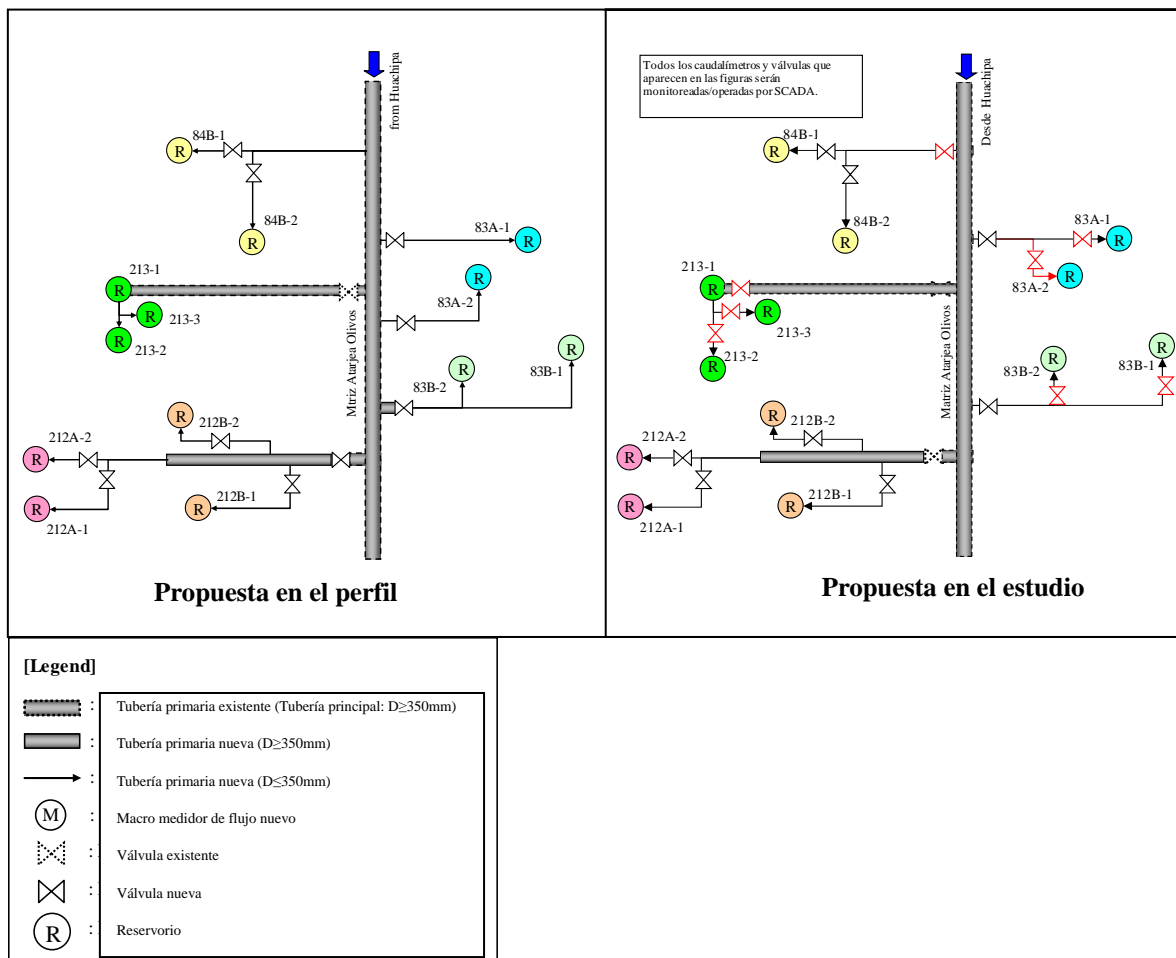 from Huachipa
84B-1
R
84B-2
R
83A-1
R
83A-2
R
213-1
R
R
213-3
R
213-2
Mtriz Atarjea Olivos
R
R
83B-2
83B-1
R
212B-2
212A-2
R
R
212A-1
212B-1
R
Propuesta en el perfil
Todos los caudalímetros y válvulas que
aparecen en las figuras serán
monitoreadas/operadas por SCADA.
Desde Huachipa
84B-1
R
84B-2
R
83A-1
R
R
83A-2
213-1
R
R
213-3
213-2
R
Matriz Atarjea Olivos
R
R
83B-2
83B-1
R
212B-2
212A-2
R
R
212A-1
212B-1
R
Propuesta en el estudio
[Legend]
: Tubería primaria existente (Tubería principal: D≥350mm)
: Tubería primaria nueva (D≥350mm)
: Tubería primaria nueva (D≤350mm)
M : Macro medidor de flujo nuevo
: Válvula existente
: Válvula nueva
R : Reservorio